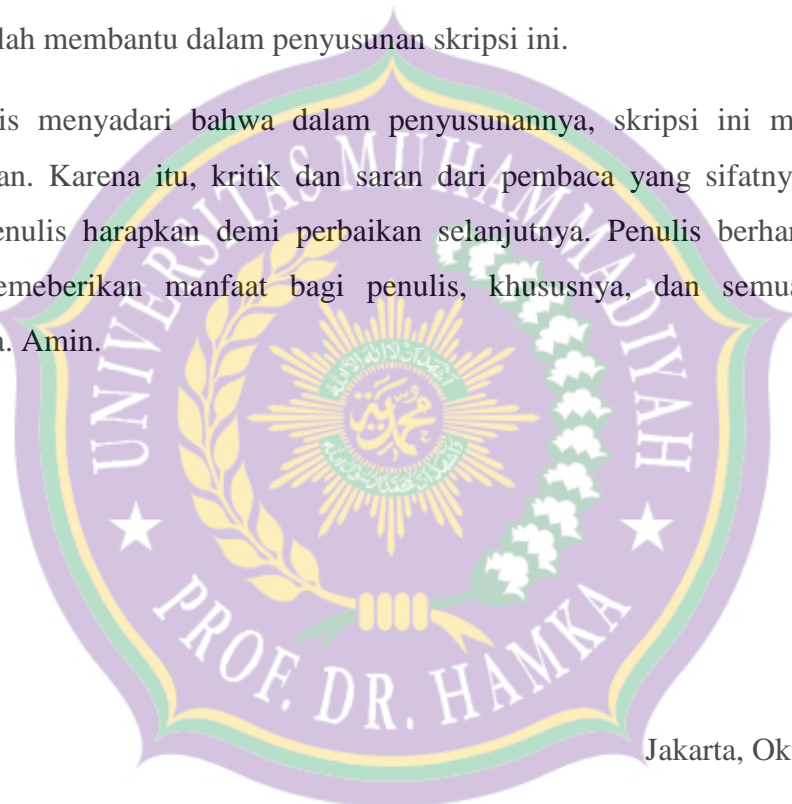 lah membantu dalam penyusunan skripsi ini.
is menyadari bahwa dalam penyusunannya, skripsi ini m
an. Karena itu, kritik dan saran dari pembaca yang sifatny
enulis harapkan demi perbaikan selanjutnya. Penulis berhar
emeberikan manfaat bagi penulis, khususnya, dan semua
a. Amin.
UNIVERSITAS MUHAMMADIYAH
PROF. DR. HAMKA
محمدية
Jakarta, Ok